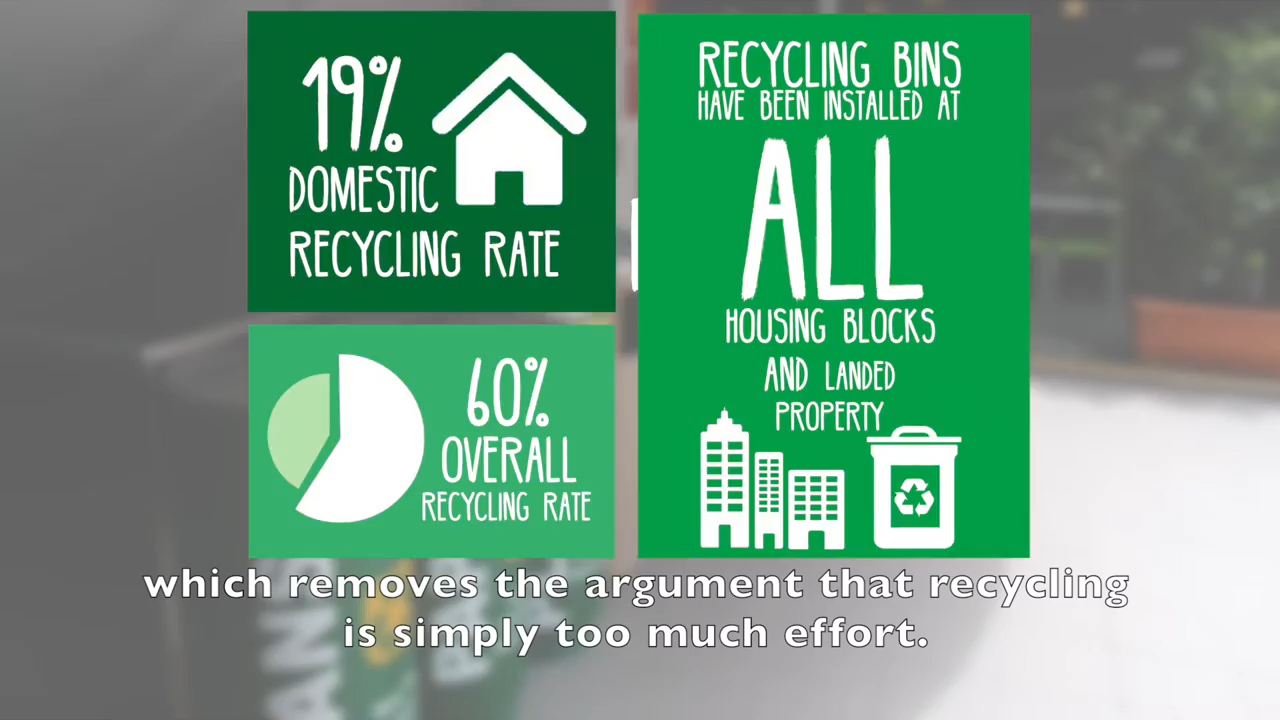 19%
DOMESTIC
RECYCLING RATE
60%
OVERALL
RECYCLING RATE
RECYCLING BINS
HAVE BEEN INSTALLED AT
ALL
HOUSING BLOCKS
AND LANDED
PROPERTY
which removes the argument that recycling
is simply too much effort.